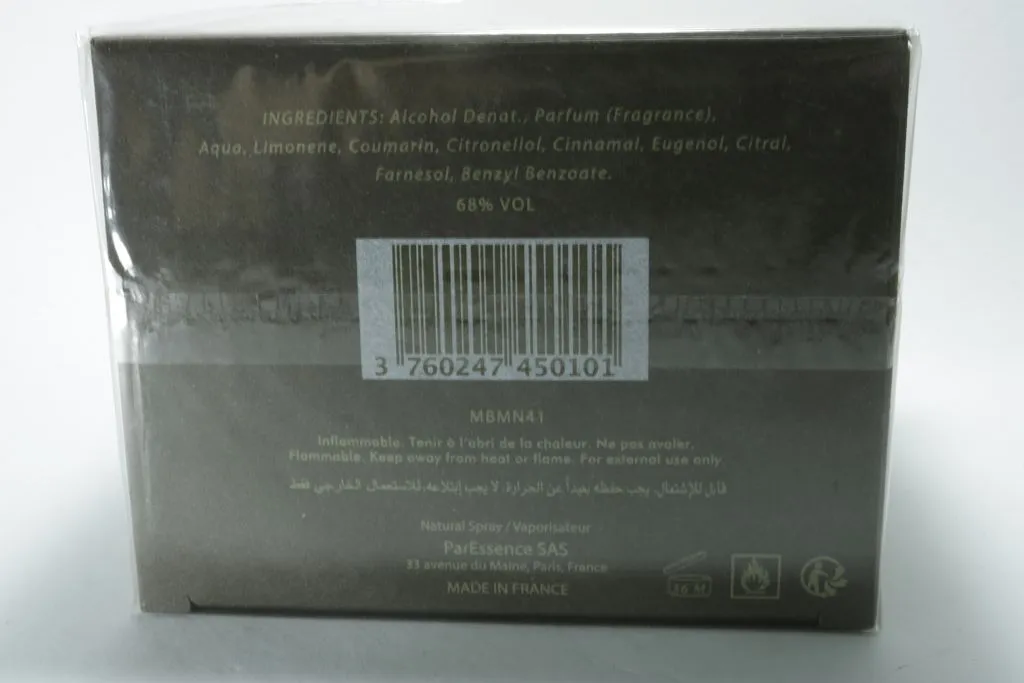 INGREDIENTS: Alcohol Denat., Parfum (Fragrance),
Aqua, Limonene, Coumarin, Citronellol, Cinnamal, Eugenol, Citral,
Farnesol, Benzyl Benzoate.
68% VOL
3 760247 450101
MBMN41
Inflammable. Tenir à l'abri de la chaleur. Ne pas avaler.
Flammable. Keep away from heat or flame. For external use only
قابل للإشتعال. يجب حفظه بعيداً عن الحرارة. لا يجب إبتلاعه. للاستعمال الخارجي فقط
Natural Spray / Vaporisateur
ParEssence SAS
33 avenue du Maine, Paris, France
MADE IN FRANCE
36 M